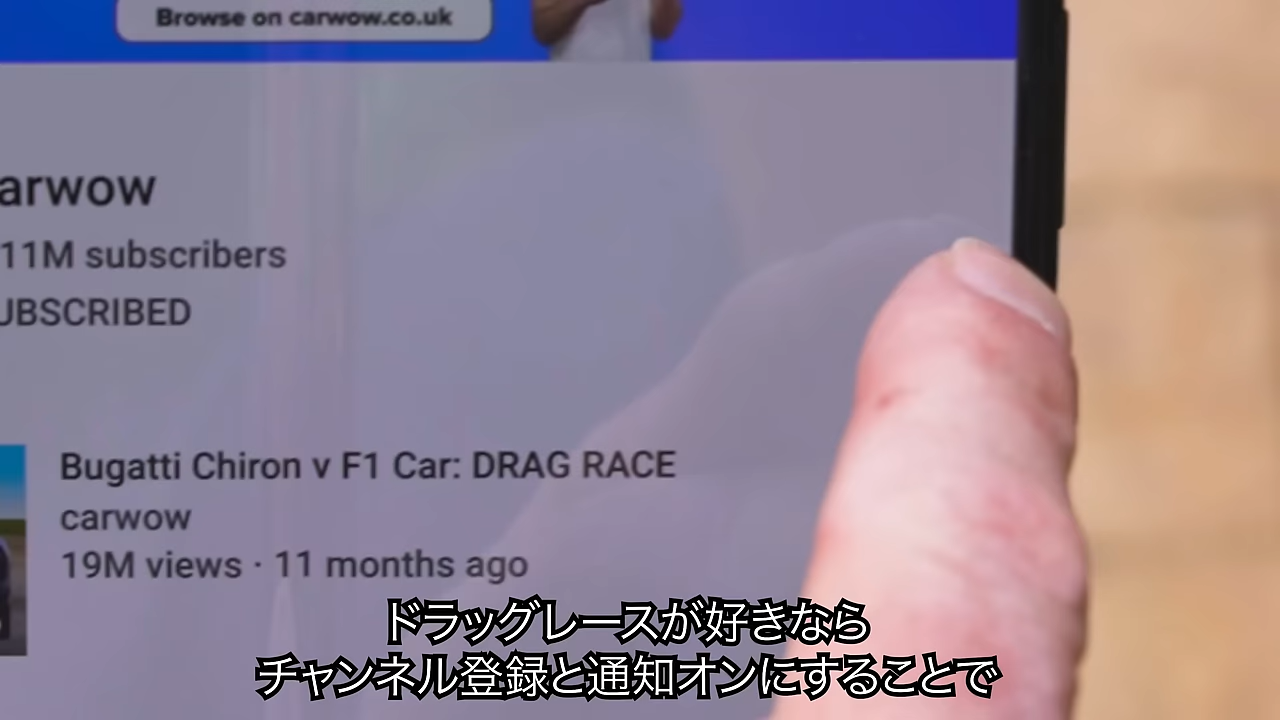 Browse on carwow.co.uk
arwow
11M subscribers
UBSCRIBED
Bugatti Chiron v F1 Car: DRAG RACE
carwow
19M views · 11 months ago
ドラッグレースが好きなら
チャンネル登録と通知オンにすることで